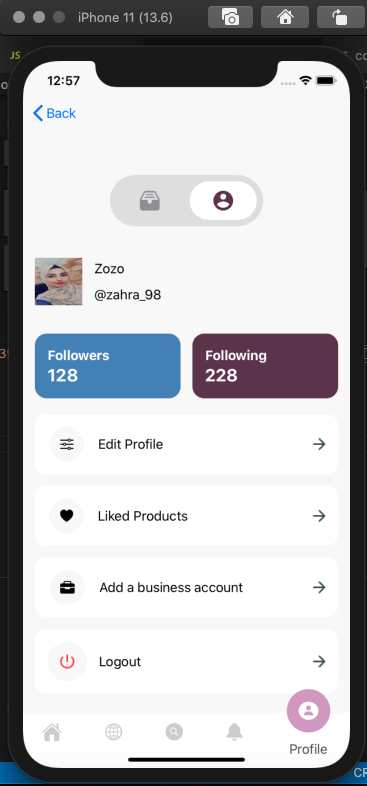 iPhone 11 (13.6)
JS
12:57
Back
Zozo
@zahra_98
Followers
128
Following
228
Edit Profile
Liked Products
Add a business account
Logout
Profile